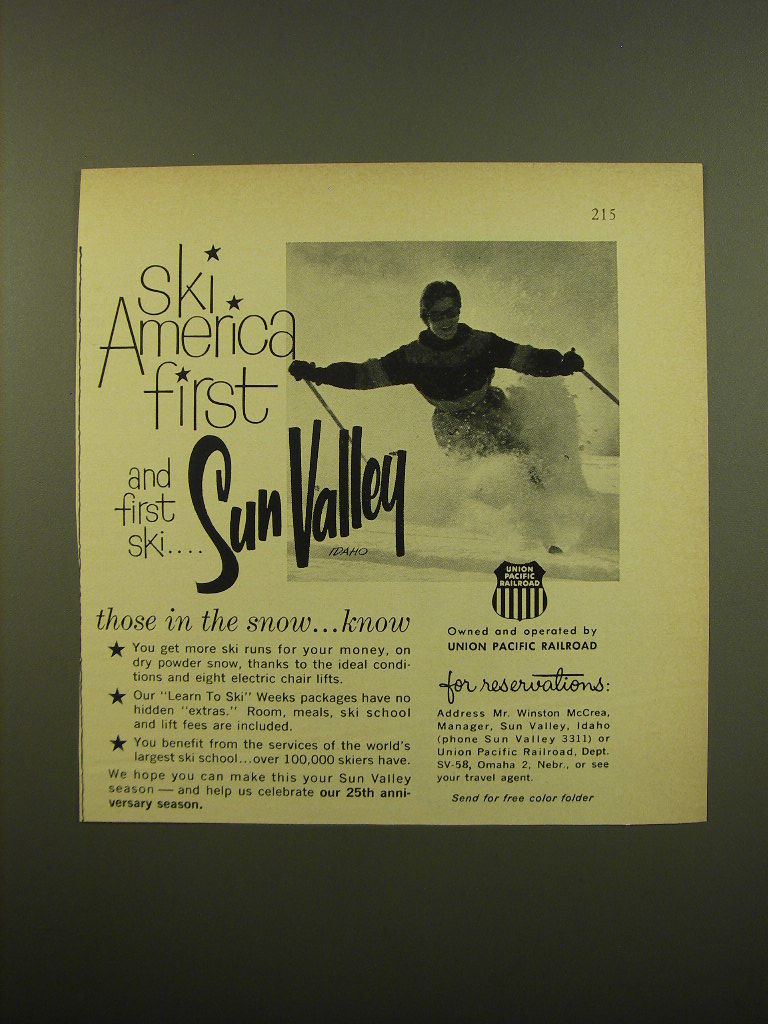 215
ski
America
first
and
first
ski....
Sun Valley
IDAHO
UNION
PACIFIC
RAILROAD
those in the snow...know
★ You get more ski runs for your money, on
dry powder snow, thanks to the ideal condi-
tions and eight electric chair lifts.
★ Our "Learn To Ski" Weeks packages have no
hidden "extras." Room, meals, ski school
and lift fees are included.
★ You benefit from the services of the world's
largest ski school...over 100,000 skiers have.
We hope you can make this your Sun Valley
season — and help us celebrate our 25th anni-
versary season.
Owned and operated by
UNION PACIFIC RAILROAD
for reservations:
Address Mr. Winston McCrea,
Manager, Sun Valley, Idaho
(phone Sun Valley 3311) or
Union Pacific Railroad, Dept.
SV-58, Omaha 2, Nebr., or see
your travel agent.
Send for free color folder